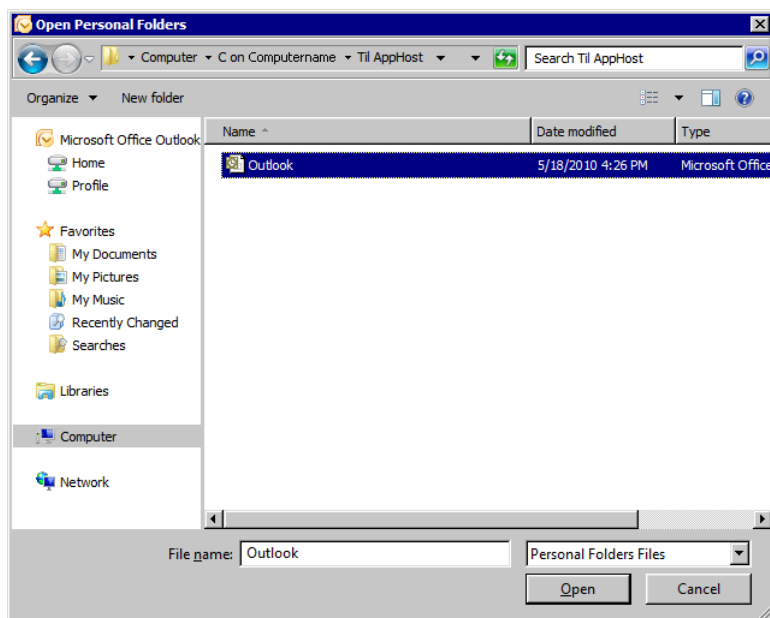 Open Personal Folders
Computer C on Computername Til AppHost Search Til AppHost
Organize New folder
Name Date modified Type
Outlook 5/18/2010 4:26 PM Microsoft Office
Microsoft Office Outlook
Home
Profile
Favorites
My Documents
My Pictures
My Music
Recently Changed
Searches
Libraries
Computer
Network
File name: Outlook Personal Folders Files
Open Cancel